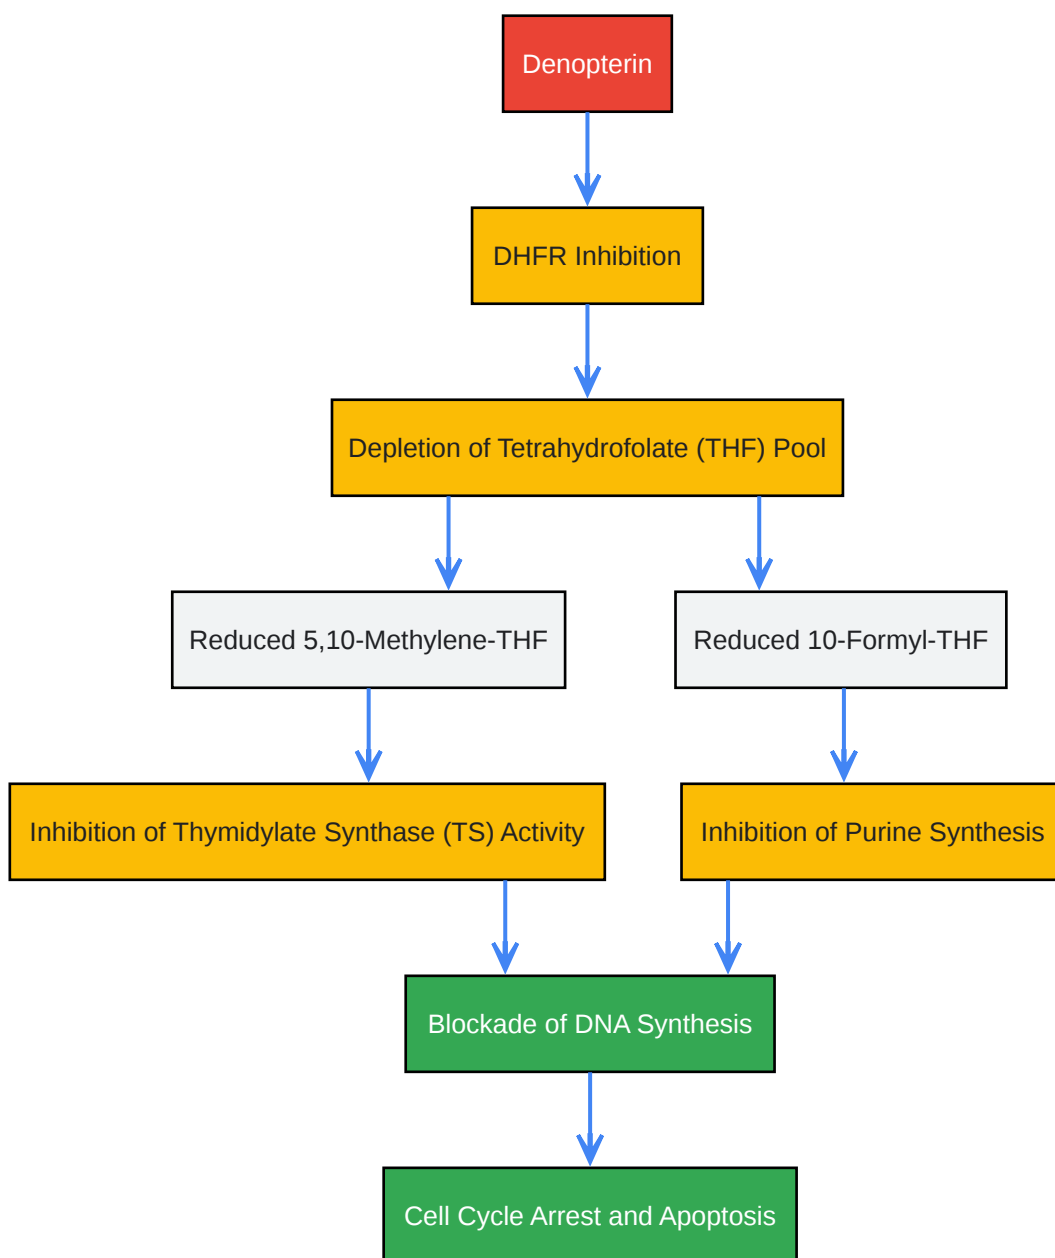 Denopterin
DHFR Inhibition
Depletion of Tetrahydrofolate (THF) Pool
Reduced 5,10-Methylene-THF
Reduced 10-Formyl-THF
Inhibition of Thymidylate Synthase (TS) Activity
Inhibition of Purine Synthesis
Blockade of DNA Synthesis
Cell Cycle Arrest and Apoptosis